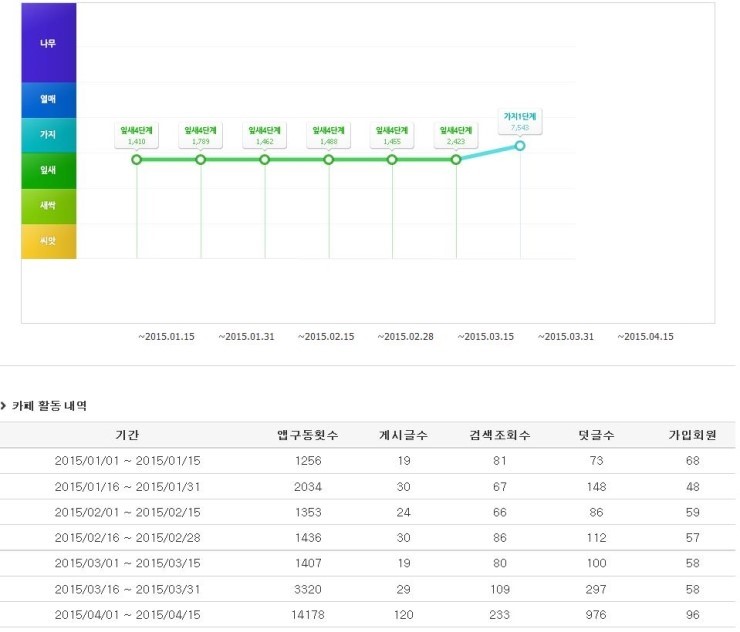 나무
열매
가지
잎새
새싹
씨앗
잎새4단계 잎새4단계 잎새4단계 잎새4단계 잎새4단계 잎새4단계 가지1단계
1,410 1,789 1,462 1,488 1,455 2,423 7,543
~2015.01.15 ~2015.01.31 ~2015.02.15 ~2015.02.28 ~2015.03.15 ~2015.03.31 ~2015.04.15
> 카페 활동 내역
기간 앱구동횟수 게시글수 검색조회수 덧글수 가입회원
2015/01/01 ~ 2015/01/15 1256 19 81 73 68
2015/01/16 ~ 2015/01/31 2034 30 67 148 48
2015/02/01 ~ 2015/02/15 1353 24 66 86 59
2015/02/16 ~ 2015/02/28 1436 30 86 112 57
2015/03/01 ~ 2015/03/15 1407 19 80 100 58
2015/03/16 ~ 2015/03/31 3320 29 109 297 58
2015/04/01 ~ 2015/04/15 14178 120 233 976 96